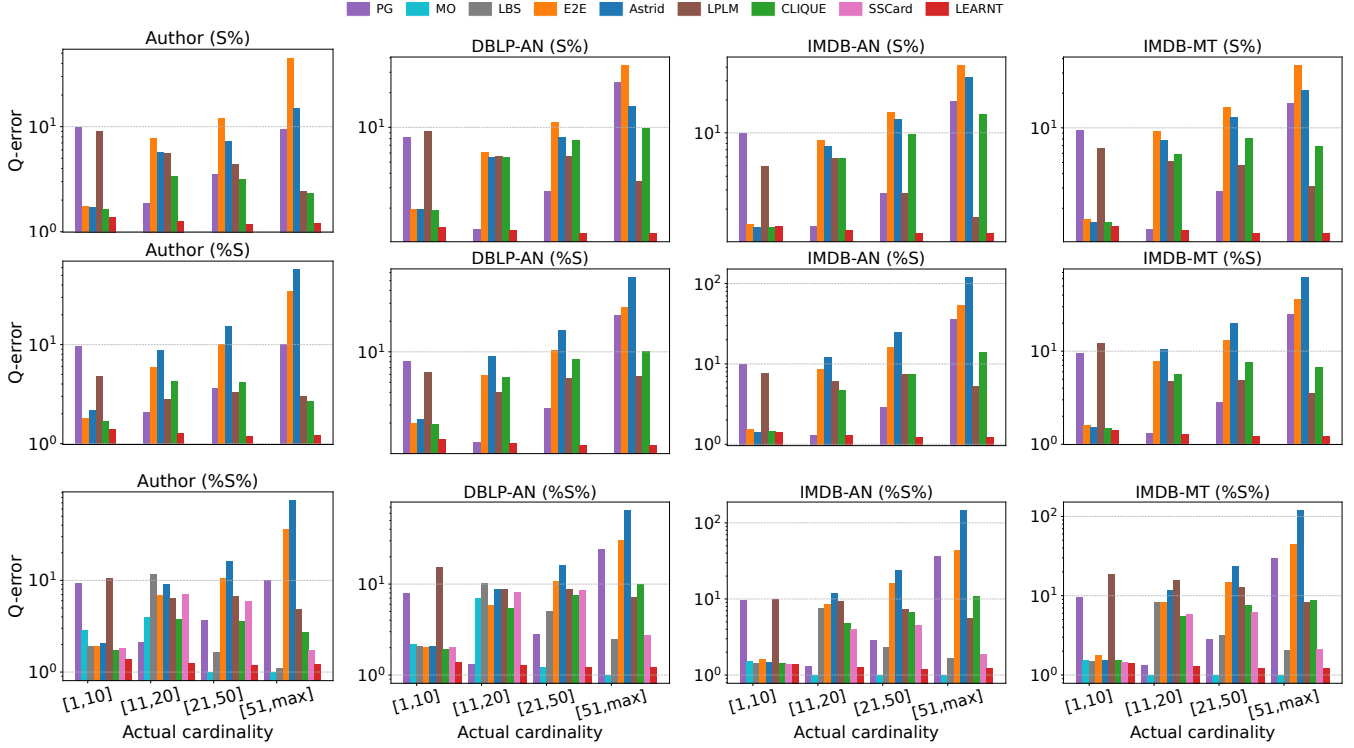 PG MO LBS E2E Astrid LPLM CLIQUE SSCard LEARNT
Author (S%) DBLP-AN (S%) IMDB-AN (S%) IMDB-MT (S%)
Q-error
10¹ 10¹ 10¹ 10¹
10⁰
Author (%S) DBLP-AN (%S) IMDB-AN (%S) IMDB-MT (%S)
Q-error
10²
10¹ 10¹ 10¹ 10¹
10⁰ 10⁰ 10⁰
Author (%S%) DBLP-AN (%S%) IMDB-AN (%S%) IMDB-MT (%S%)
Q-error
10² 10²
10¹ 10¹ 10¹ 10¹
10⁰ 10⁰ 10⁰ 10⁰
[1,10] [11,20] [21,50] [51,max] [1,10] [11,20] [21,50] [51,max] [1,10] [11,20] [21,50] [51,max] [1,10] [11,20] [21,50] [51,max]
Actual cardinality Actual cardinality Actual cardinality Actual cardinality